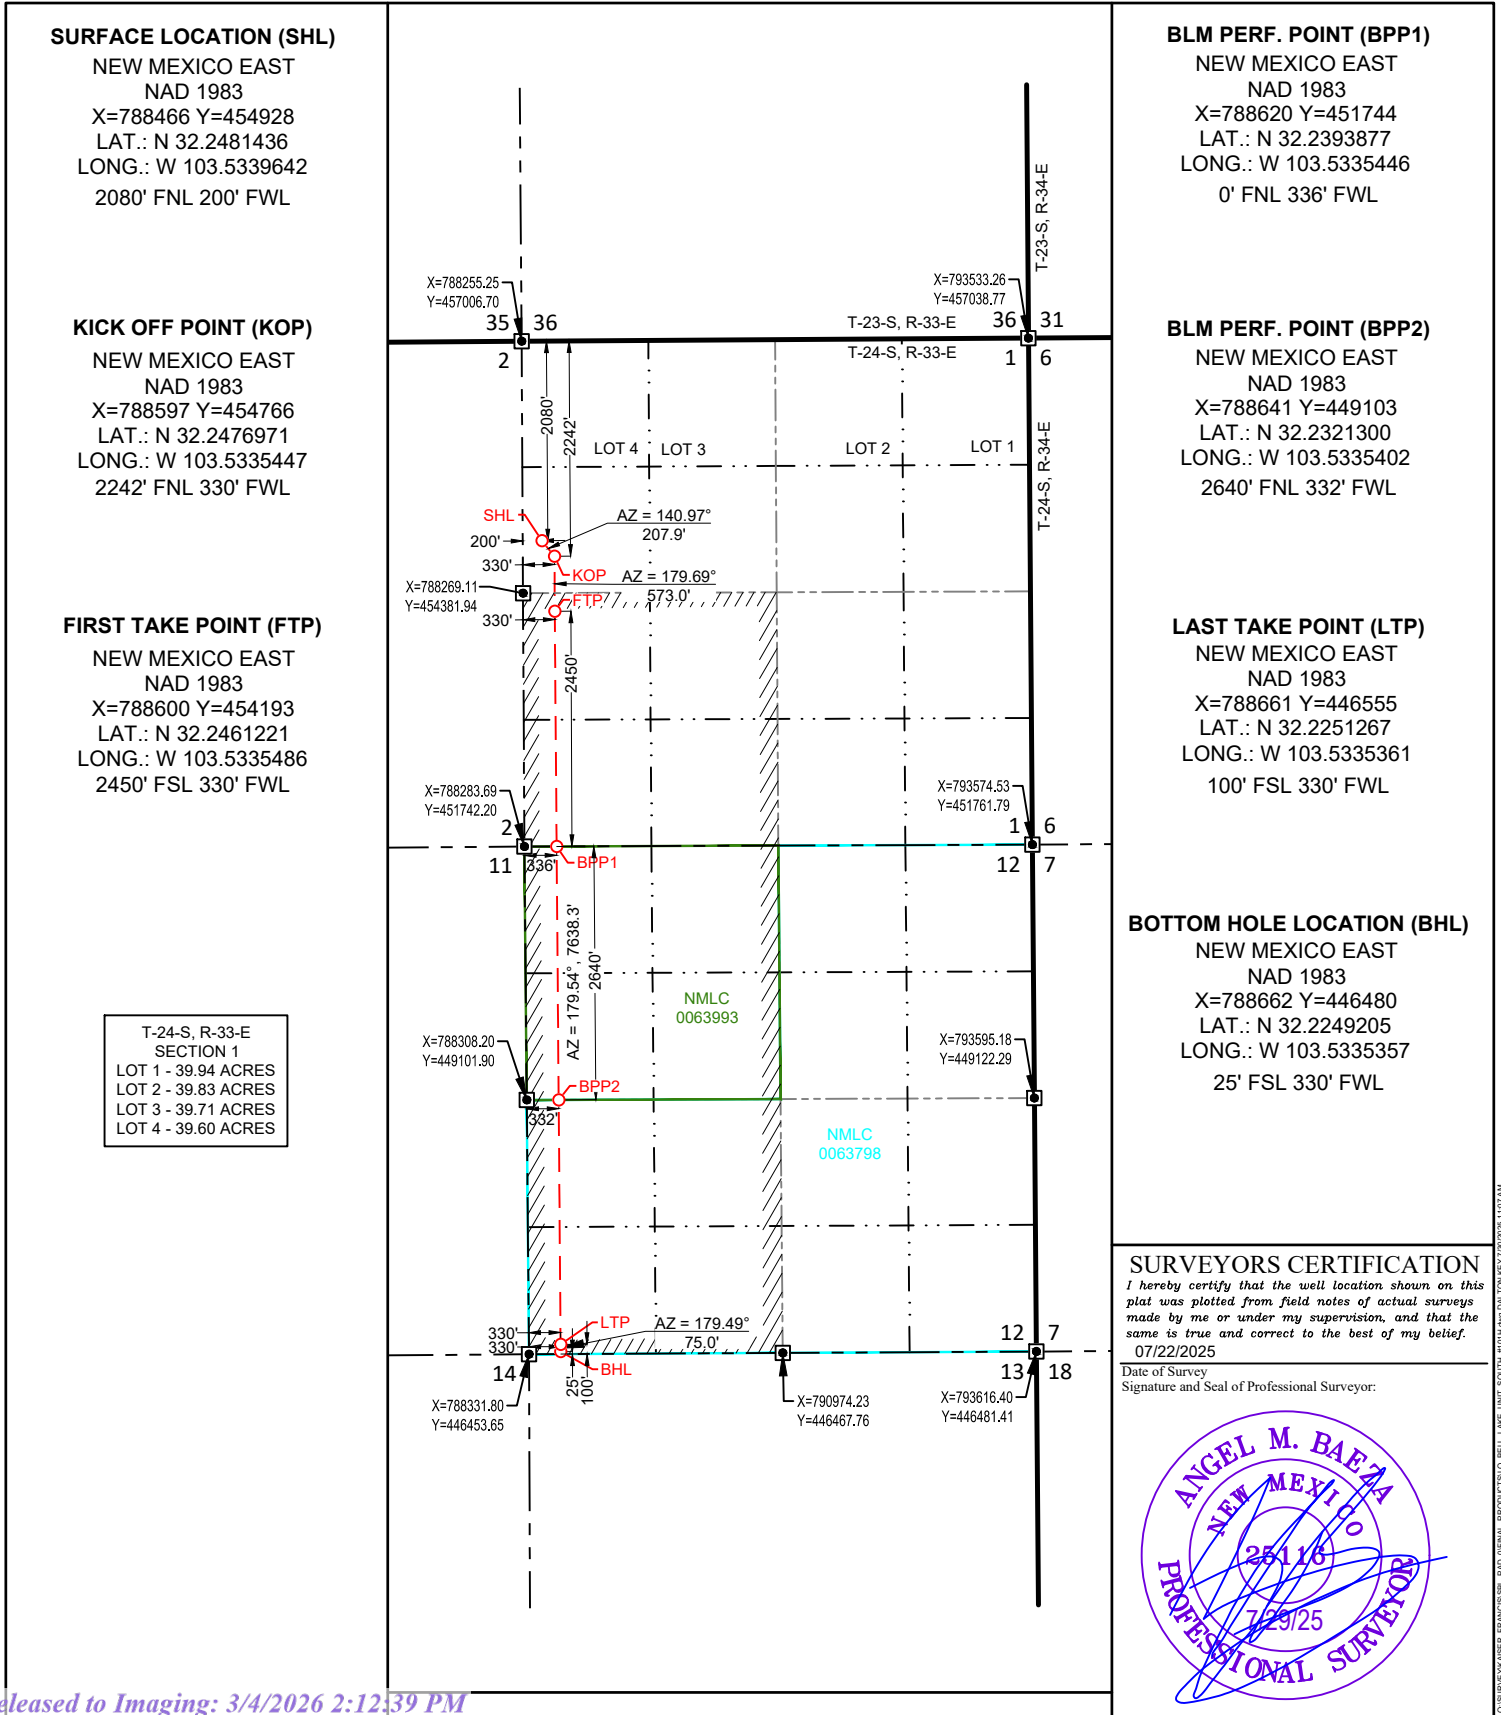 SURFACE LOCATION (SHL)
NEW MEXICO EAST
NAD 1983
X=788466 Y=454928
LAT.: N 32.2481436
LONG.: W 103.5339642
2080' FNL 200' FWL
KICK OFF POINT (KOP)
NEW MEXICO EAST
NAD 1983
X=788597 Y=454766
LAT.: N 32.2476971
LONG.: W 103.5335447
2242' FNL 330' FWL
FIRST TAKE POINT (FTP)
NEW MEXICO EAST
NAD 1983
X=788600 Y=454193
LAT.: N 32.2461221
LONG.: W 103.5335486
2450' FSL 330' FWL
T-24-S, R-33-E
SECTION 1
LOT 1 - 39.94 ACRES
LOT 2 - 39.83 ACRES
LOT 3 - 39.71 ACRES
LOT 4 - 39.60 ACRES
T-23-S, R-34-E
X=788255.25
Y=457006.70
X=793533.26
Y=457038.77
35 36
T-23-S, R-33-E
36 31
2
T-24-S, R-33-E
1 6
2080'
2242'
LOT 4 LOT 3
LOT 2
LOT 1
T-24-S, R-34-E
SHL
AZ = 140.97°
207.9'
200'
330'
KOP
AZ = 179.69°
573.0'
X=788269.11
Y=454381.94
FTP
330'
2450'
X=788283.69
Y=451742.20
X=793574.53
Y=451761.79
2
1 6
11
336'
BPP1
12 7
AZ = 179.54°, 7638.3'
2640'
NMLC
0063993
X=788308.20
Y=449101.90
X=793595.18
Y=449122.29
BPP2
332'
NMLC
0063798
LTP
AZ = 179.49°
75.0'
330'
330'
12 7
14
25'
100'
BHL
13 18
X=788331.80
Y=446453.65
X=790974.23
Y=446467.76
X=793616.40
Y=446481.41
BLM PERF. POINT (BPP1)
NEW MEXICO EAST
NAD 1983
X=788620 Y=451744
LAT.: N 32.2393877
LONG.: W 103.5335446
0' FNL 336' FWL
BLM PERF. POINT (BPP2)
NEW MEXICO EAST
NAD 1983
X=788641 Y=449103
LAT.: N 32.2321300
LONG.: W 103.5335402
2640' FNL 332' FWL
LAST TAKE POINT (LTP)
NEW MEXICO EAST
NAD 1983
X=788661 Y=446555
LAT.: N 32.2251267
LONG.: W 103.5335361
100' FSL 330' FWL
BOTTOM HOLE LOCATION (BHL)
NEW MEXICO EAST
NAD 1983
X=788662 Y=446480
LAT.: N 32.2249205
LONG.: W 103.5335357
25' FSL 330' FWL
SURVEYORS CERTIFICATION
I hereby certify that the well location shown on this
plat was plotted from field notes of actual surveys
made by me or under my supervision, and that the
same is true and correct to the best of my belief.
07/22/2025
Date of Survey
Signature and Seal of Professional Surveyor:
ANGEL M. BAEZA
NEW MEXICO
25116
7/29/25
PROFESSIONAL SURVEYOR
eleased to Imaging: 3/4/2026 2:12:39 PM